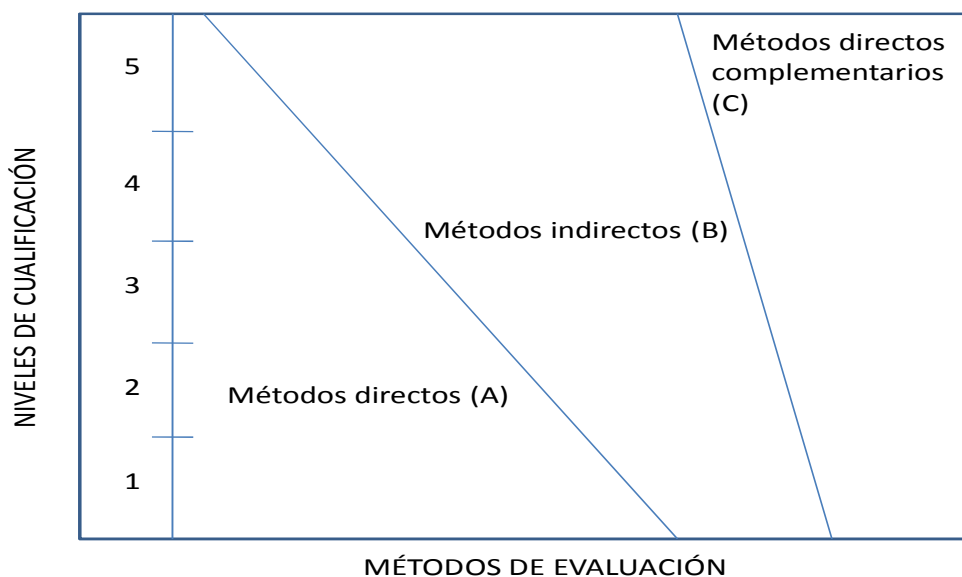 NIVELES DE CUALIFICACIÓN
5
4
3
2
1
Métodos directos
complementarios
(C)
Métodos indirectos (B)
Métodos directos (A)
MÉTODOS DE EVALUACIÓN